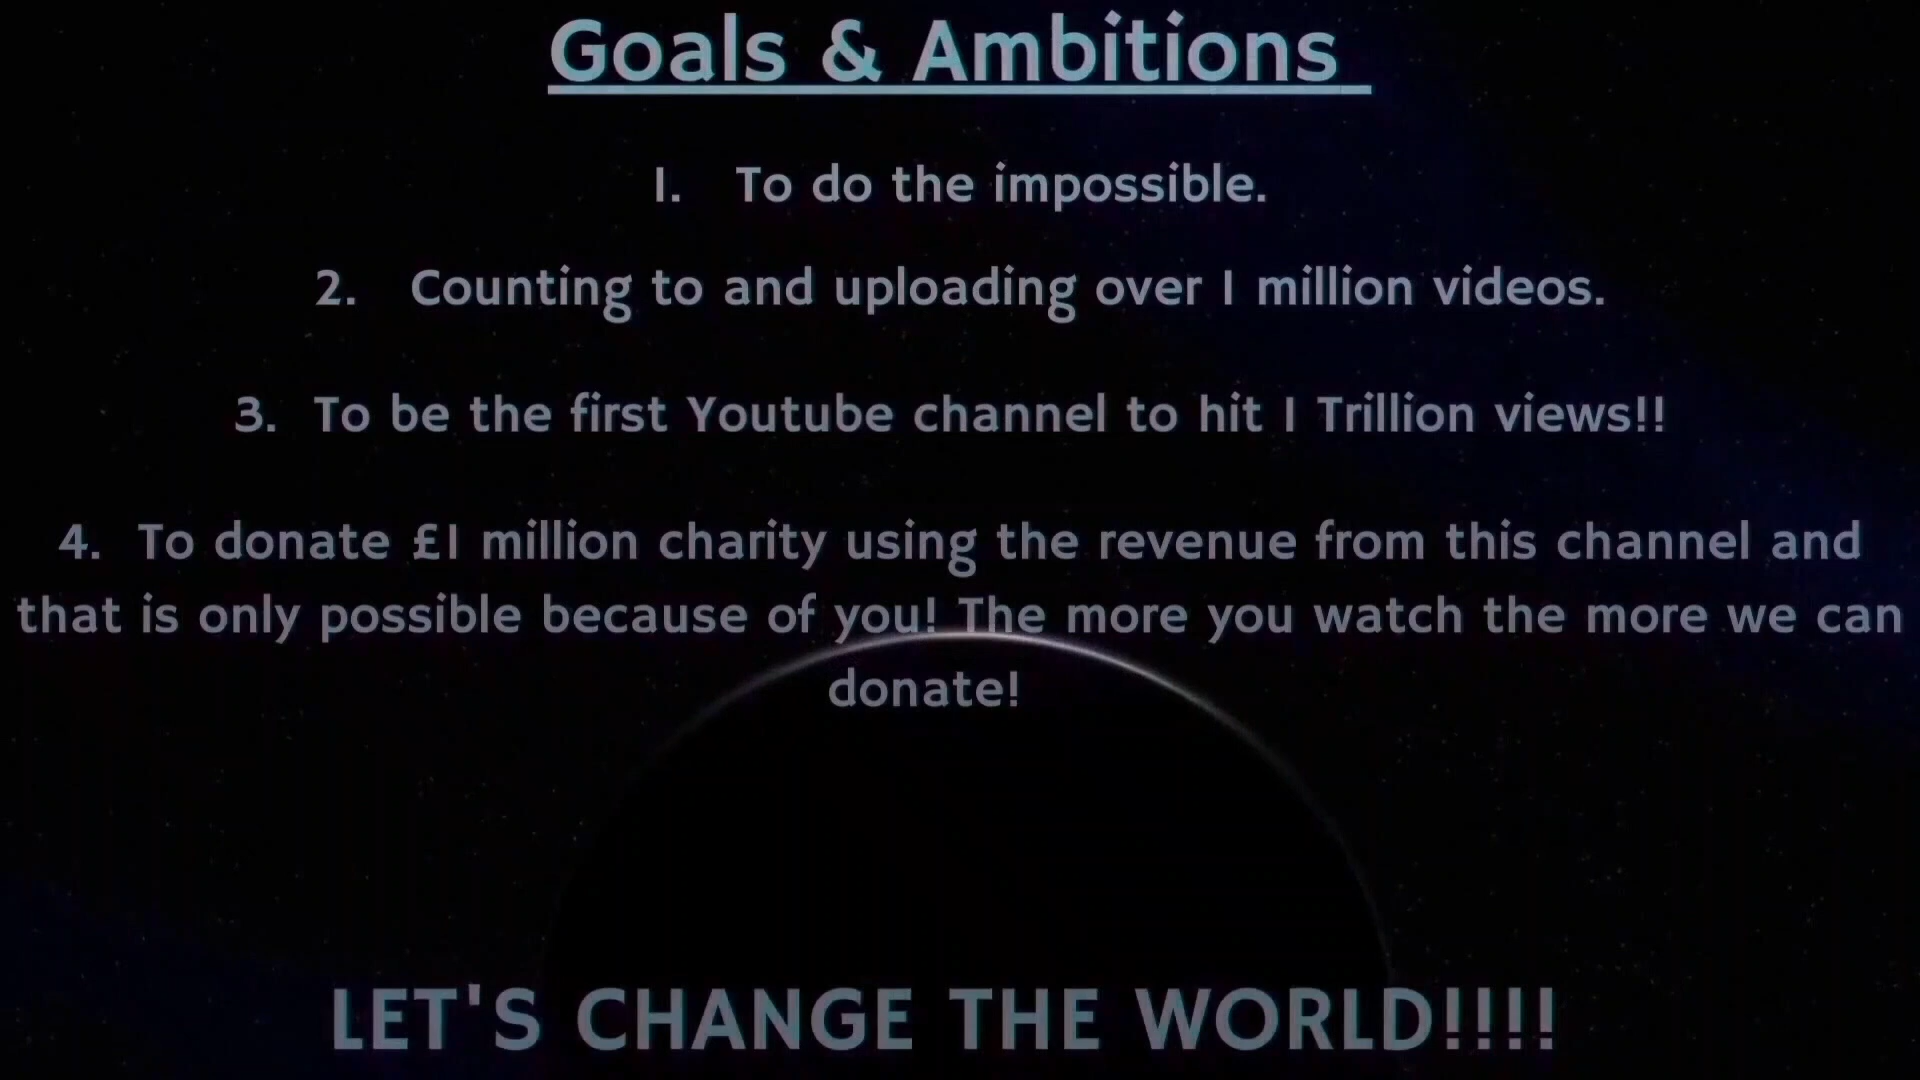 Goals & Ambitions
1. To do the impossible.
2. Counting to and uploading over 1 million videos.
3. To be the first Youtube channel to hit 1 Trillion views!!
4. To donate £1 million charity using the revenue from this channel and
that is only possible because of you! The more you watch the more we can
donate!
LET'S CHANGE THE WORLD!!!!